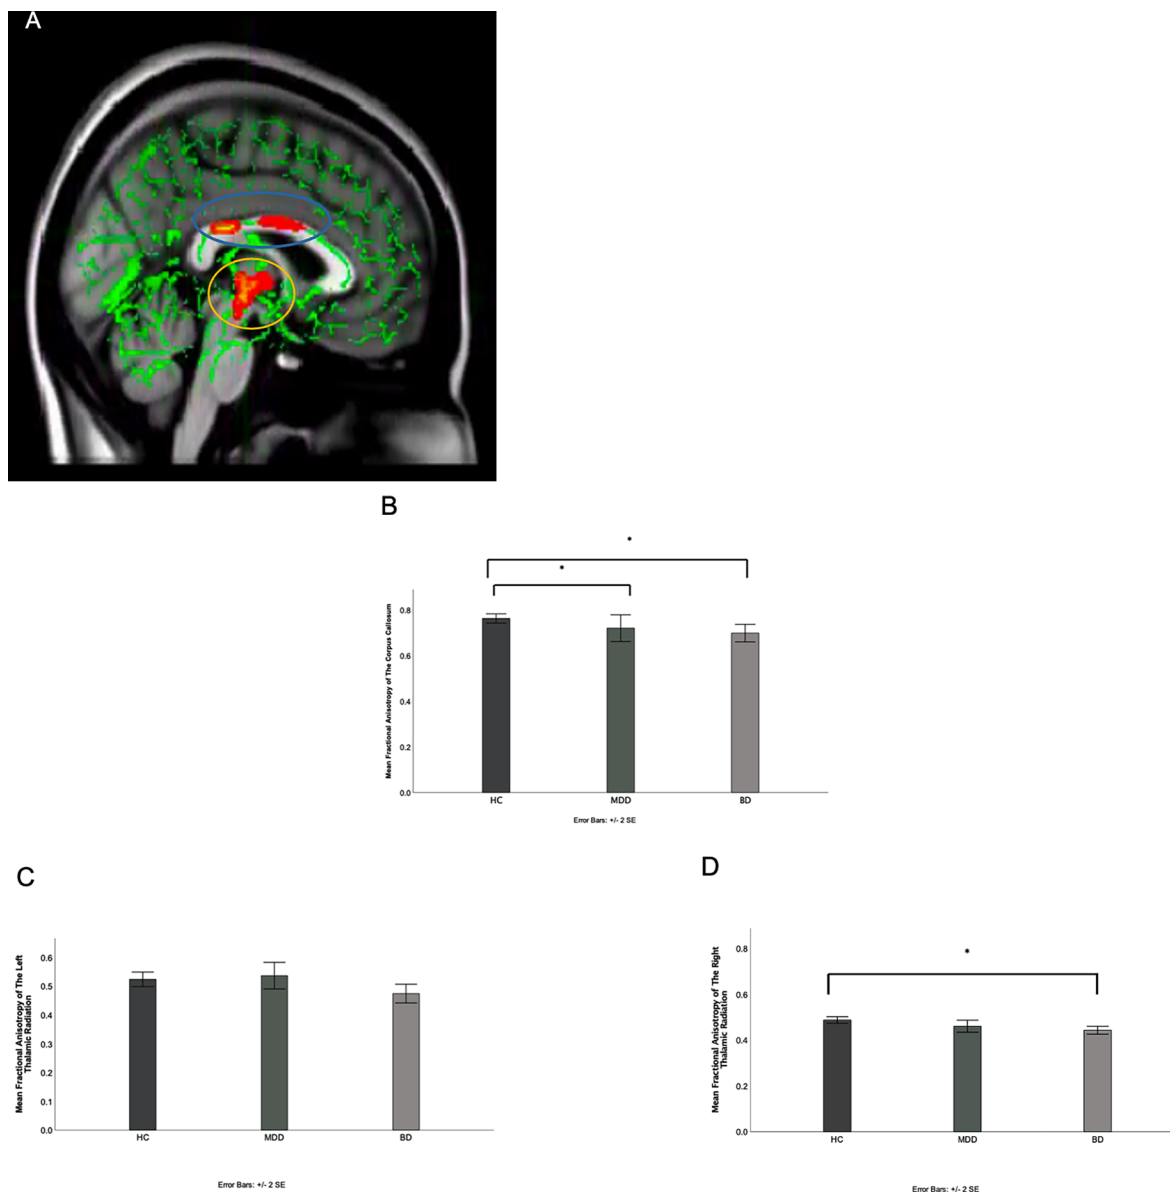 A
B
*
*
Mean Fractional Anisotropy of The Corpus Callosum
0.8
0.6
0.4
0.2
0.0
HC MDD BD
Error Bars: +/- 2 SE
C
Mean Fractional Anisotropy of The Left
Thalamic Radiation
0.6
0.5
0.4
0.3
0.2
0.1
0.0
HC MDD BD
Error Bars: +/- 2 SE
D
*
Mean Fractional Anisotropy of The Right
Thalamic Radiation
0.8
0.6
0.4
0.2
0.0
HC MDD BD
Error Bars: +/- 2 SE